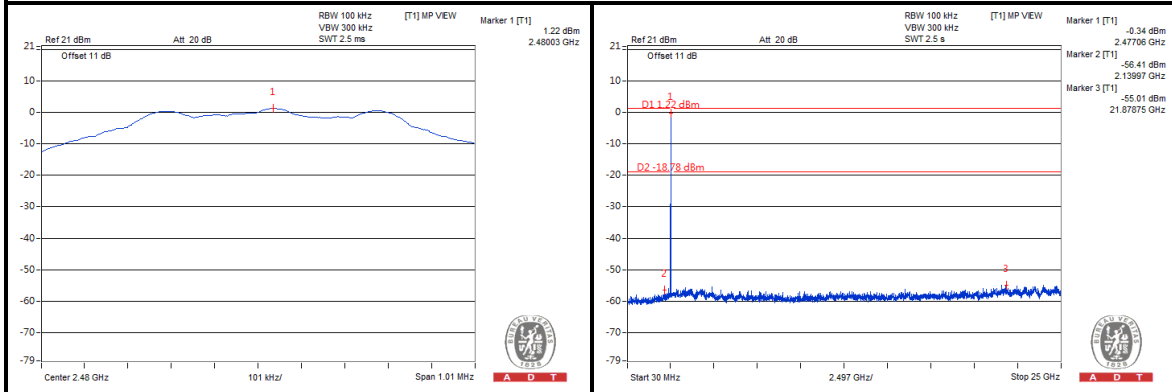 RBW 100 kHz [T1] MP VIEW
VBW 300 kHz
Ref 21 dBm Att 20 dB SWT 2.5 ms
Marker 1 [T1]
1.22 dBm
2.48003 GHz
Offset 11 dB
21
10
0
-10
-20
-30
-40
-50
-60
-70
-79
1
Center 2.48 GHz 101 kHz/ Span 1.01 MHz
BUREAU VERITAS
1828
A D T
RBW 100 kHz [T1] MP VIEW
VBW 300 kHz
Ref 21 dBm Att 20 dB SWT 2.5 s
Marker 1 [T1]
-0.34 dBm
2.47706 GHz
Marker 2 [T1]
-56.41 dBm
2.13997 GHz
Marker 3 [T1]
-55.01 dBm
21.87875 GHz
Offset 11 dB
21
10
0
-10
-20
-30
-40
-50
-60
-70
-79
1
D1 1.22 dBm
D2 -18.78 dBm
2
3
Start 30 MHz 2.497 GHz/ Stop 25 GHz
BUREAU VERITAS
1828
A D T